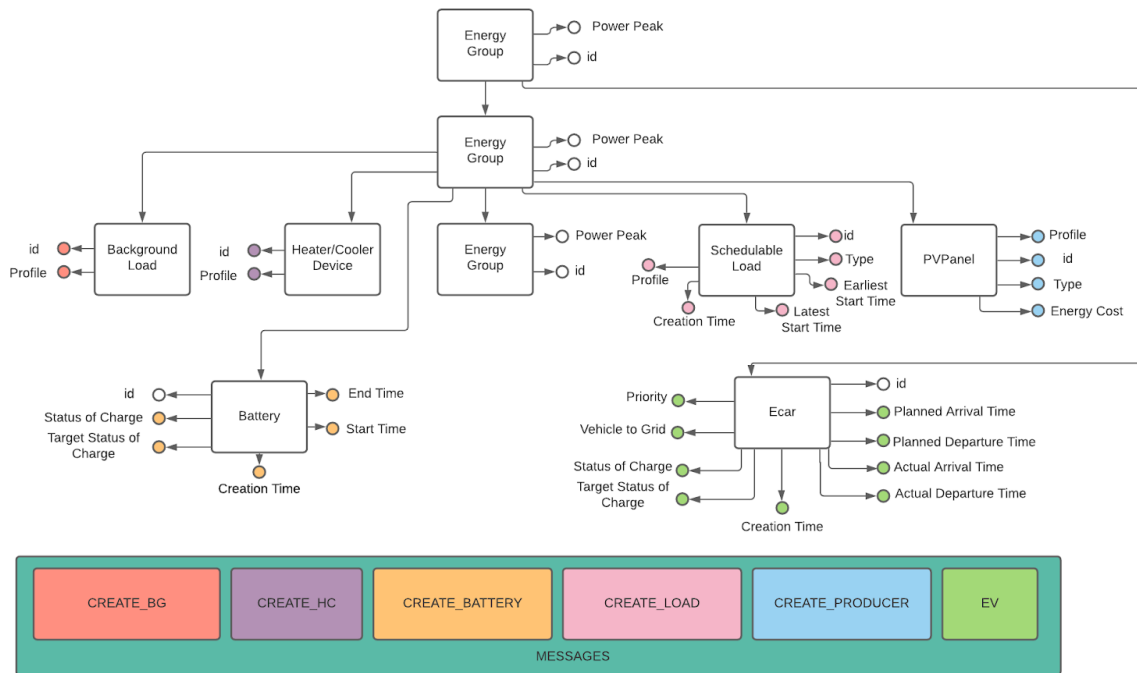 Energy
Group
Power Peak
id
Energy
Group
Power Peak
id
Background
Load
id
Profile
Heater/Cooler
Device
id
Profile
Energy
Group
Power Peak
id
Schedulable
Load
id
Type
Earliest
Start Time
Latest
Start Time
Profile
Creation Time
PVPanel
Profile
id
Type
Energy Cost
Battery
id
Status of Charge
Target Status of
Charge
Creation Time
End Time
Start Time
Ecar
Priority
Vehicle to Grid
Status of Charge
Target Status of
Charge
Creation Time
id
Planned Arrival Time
Planned Departure Time
Actual Arrival Time
Actual Departure Time
CREATE_BG
CREATE_HC
CREATE_BATTERY
CREATE_LOAD
CREATE_PRODUCER
EV
MESSAGES